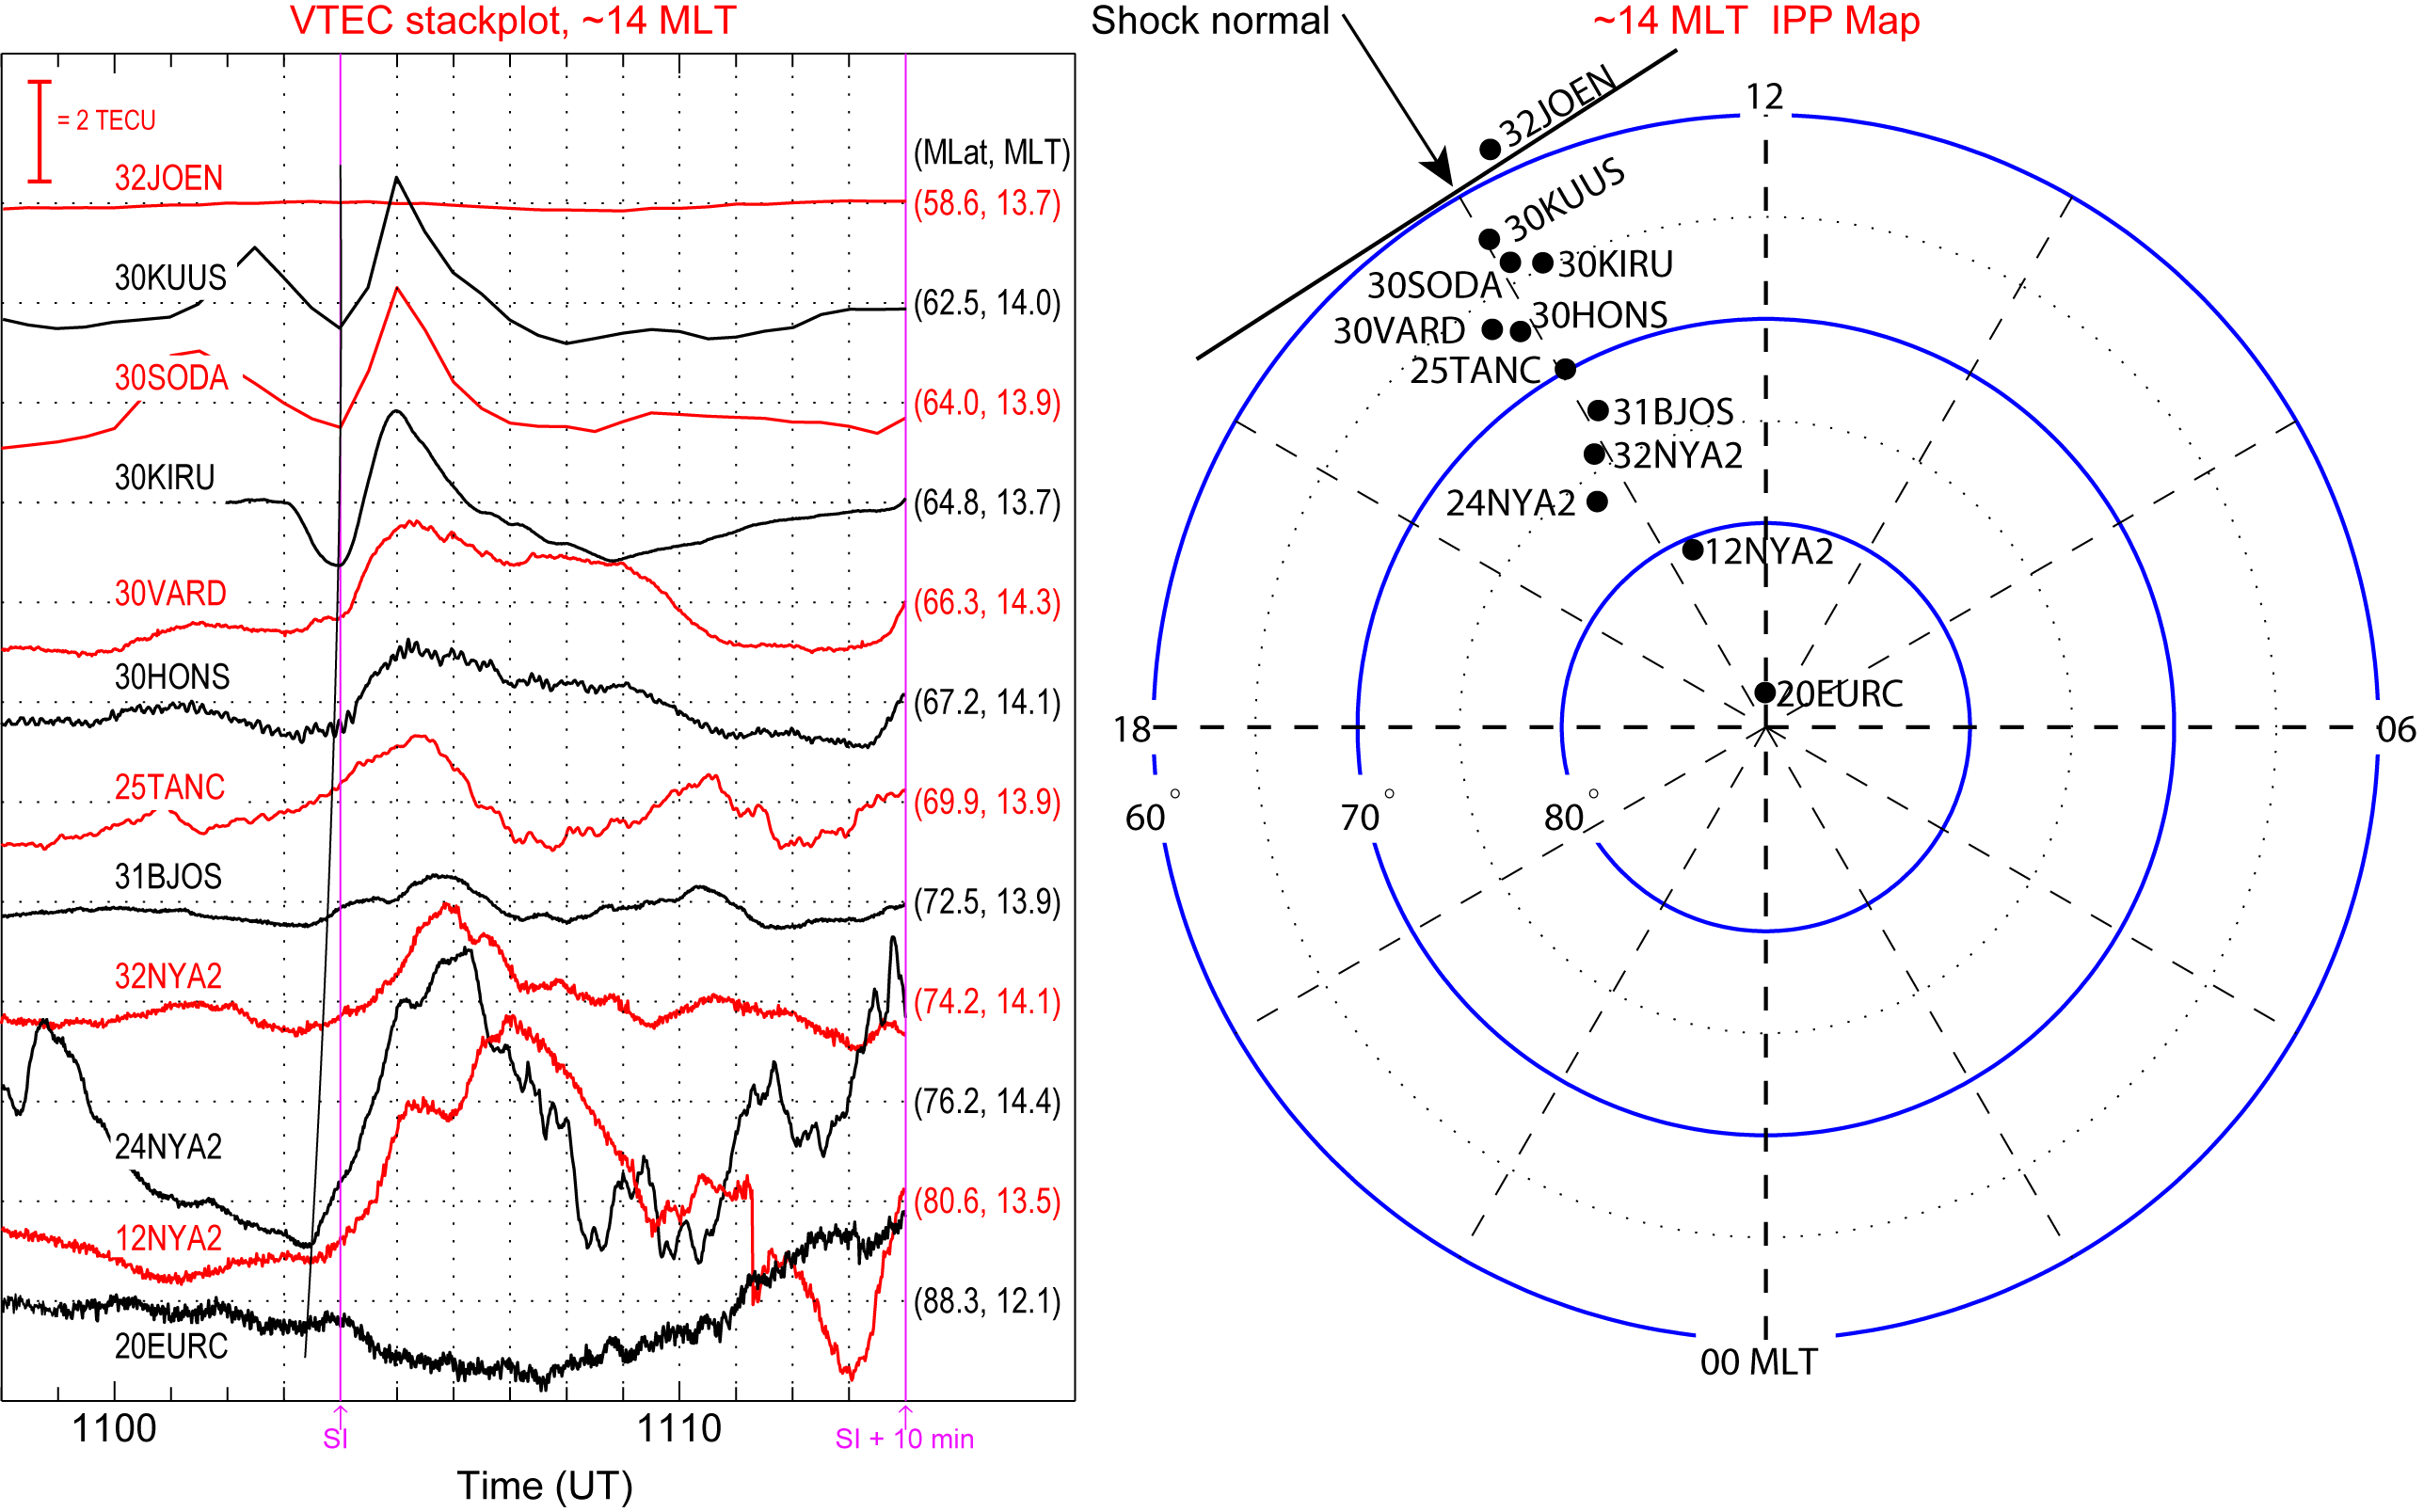 VTEC stackplot, ~14 MLT
= 2 TECU
(MLat, MLT)
32JOEN (58.6, 13.7)
30KUUS (62.5, 14.0)
30SODA (64.0, 13.9)
30KIRU (64.8, 13.7)
30VARD (66.3, 14.3)
30HONS (67.2, 14.1)
25TANC (69.9, 13.9)
31BJOS (72.5, 13.9)
32NYA2 (74.2, 14.1)
24NYA2 (76.2, 14.4)
12NYA2 (80.6, 13.5)
20EURC (88.3, 12.1)
1100 1110
SI SI + 10 min
Time (UT)
Shock normal
~14 MLT IPP Map
12
32JOEN
30KUUS
30SODA
30KIRU
30VARD
30HONS
25TANC
31BJOS
32NYA2
24NYA2
12NYA2
20EURC
18
06
60° 70° 80°
00 MLT